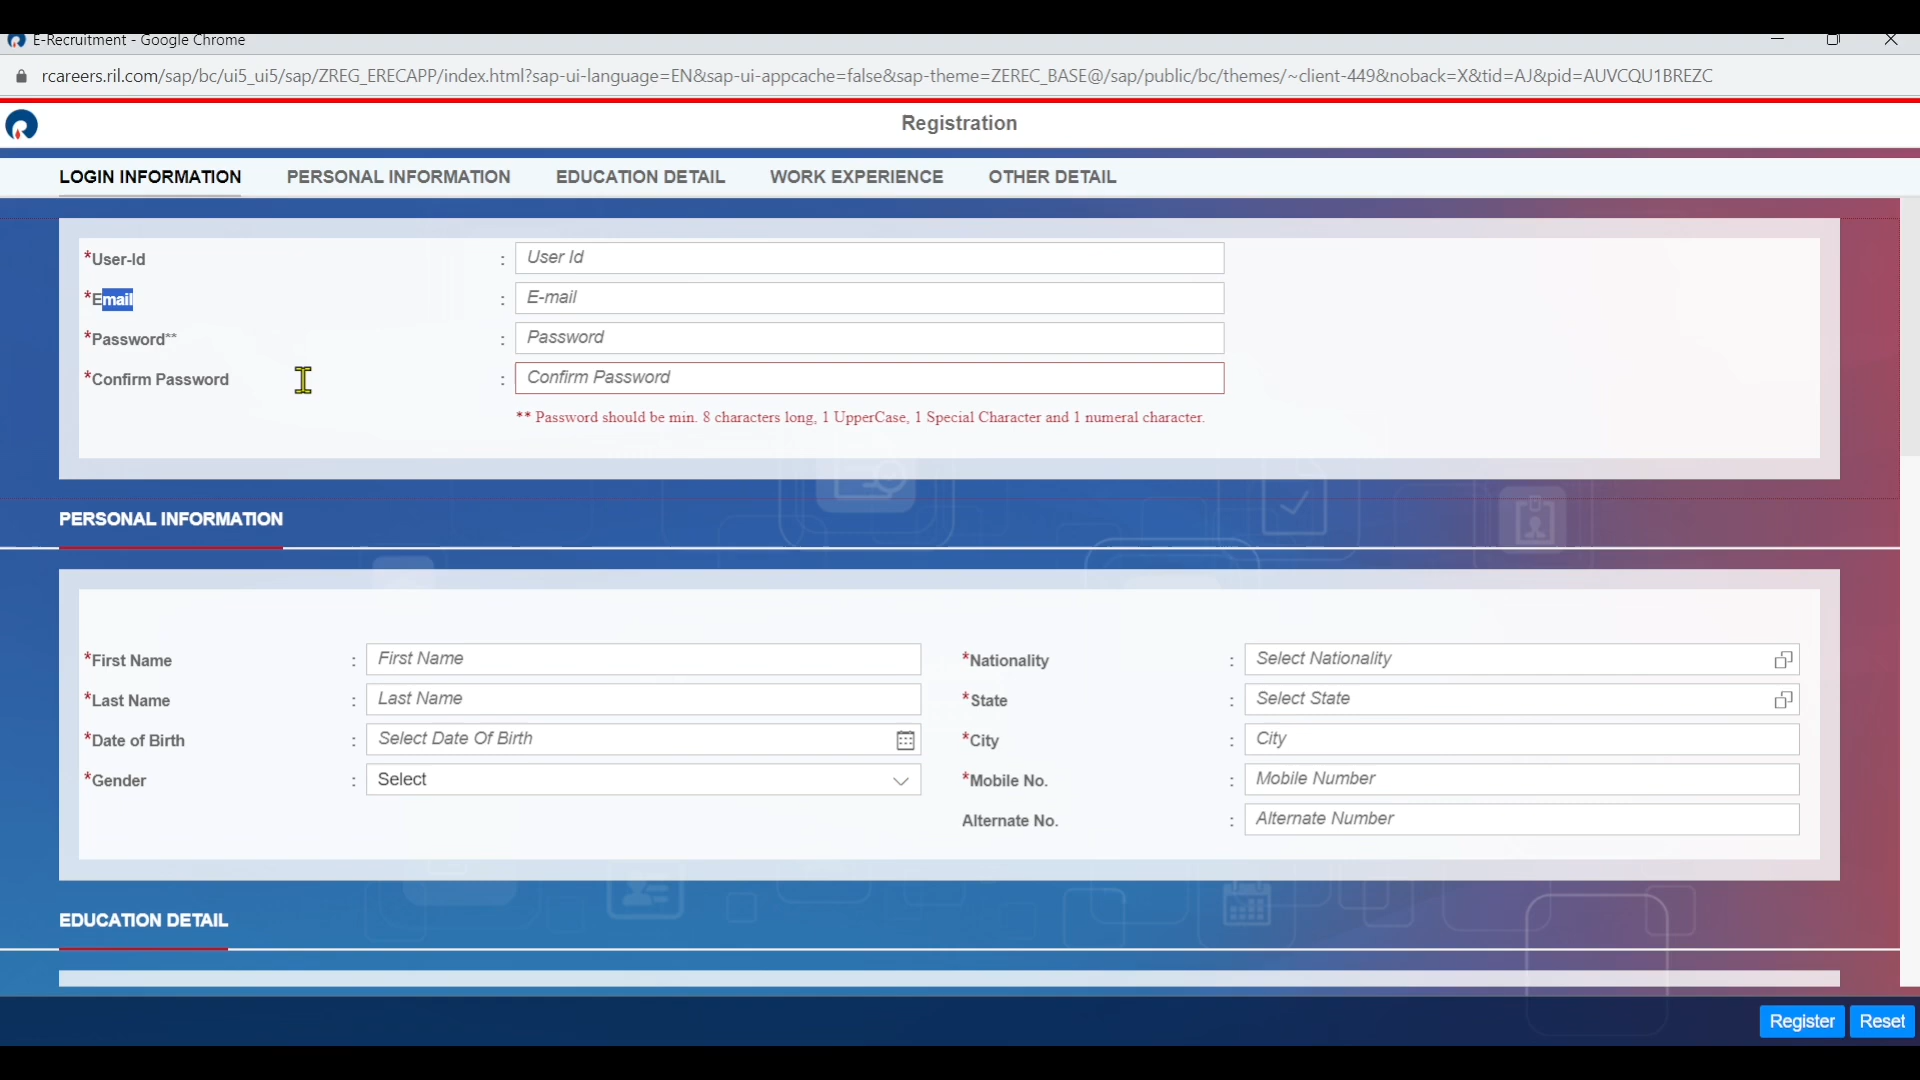 E-Recruitment - Google Chrome
rcareers.ril.com/sap/bc/ui5_ui5/sap/ZREG_ERECAPP/index.html?sap-ui-language=EN&sap-ui-appcache=false&sap-theme=ZEREC_BASE@/sap/public/bc/themes/~client-449&noback=X&tid=AJ&pid=AUVCQU1BREZC
Registration
LOGIN INFORMATION PERSONAL INFORMATION EDUCATION DETAIL WORK EXPERIENCE OTHER DETAIL
*User-Id : User Id
*Email : E-mail
*Password** : Password
*Confirm Password : Confirm Password
** Password should be min. 8 characters long, 1 UpperCase, 1 Special Character and 1 numeral character.
PERSONAL INFORMATION
*First Name : First Name *Nationality : Select Nationality
*Last Name : Last Name *State : Select State
*Date of Birth : Select Date Of Birth *City : City
*Gender : Select *Mobile No. : Mobile Number
Alternate No. : Alternate Number
EDUCATION DETAIL
Register Reset